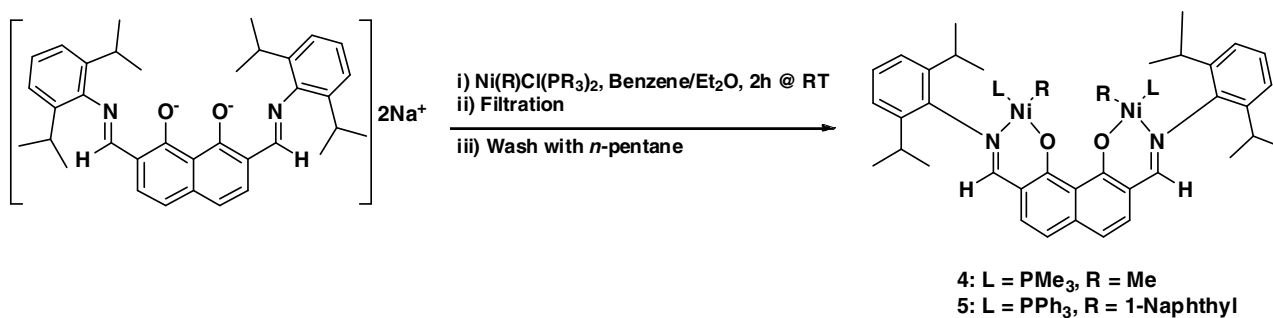 N O⁻ O⁻ N
H H
2Na⁺
i) Ni(R)Cl(PR₃)₂, Benzene/Et₂O, 2h @ RT
ii) Filtration
iii) Wash with n-pentane
L R R L
Ni Ni
N O O N
H H
4: L = PMe₃, R = Me
5: L = PPh₃, R = 1-Naphthyl